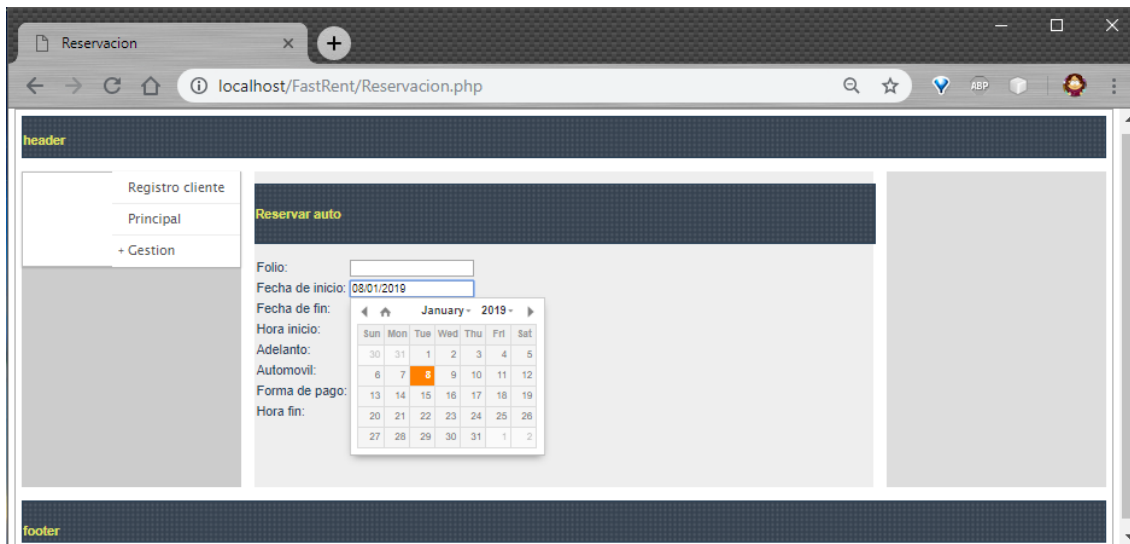 Reservacion
localhost/FastRent/Reservacion.php
ABP
header
Registro cliente
Principal
+ Gestion
Reservar auto
Folio:
Fecha de inicio: 08/01/2019
Fecha de fin:
Hora inicio:
Adelanto:
Automovil:
Forma de pago:
Hora fin:
January 2019
Sun Mon Tue Wed Thu Fri Sat
30 31 1 2 3 4 5
6 7 8 9 10 11 12
13 14 15 16 17 18 19
20 21 22 23 24 25 26
27 28 29 30 31 1 2
footer